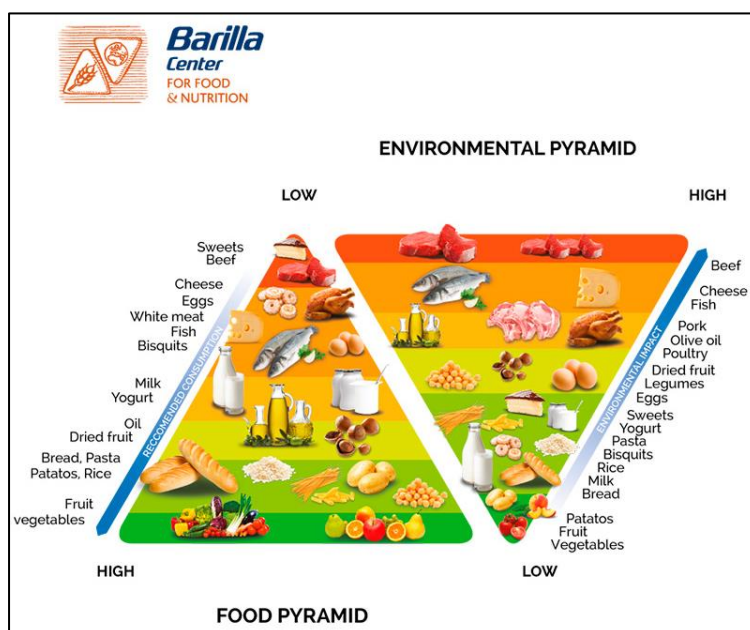 Barilla
Center
FOR FOOD
& NUTRITION
ENVIRONMENTAL PYRAMID
LOW
HIGH
Sweets
Beef
Cheese
Eggs
White meat
Fish
Bisquits
Milk
Yogurt
Oil
Dried fruit
Bread, Pasta
Patatos, Rice
Fruit
vegetables
RECCOMENDED CONSUMPTION
Beef
Cheese
Fish
Pork
Olive oil
Poultry
Dried fruit
Legumes
Eggs
Sweets
Yogurt
Pasta
Bisquits
Rice
Milk
Bread
Patatos
Fruit
Vegetables
ENVIRONMENTAL IMPACT
HIGH
LOW
FOOD PYRAMID